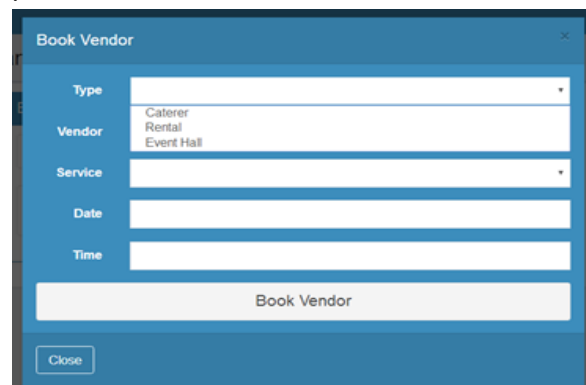 Book Vendor ×
Type
Caterer
Vendor Rental
Event Hall
Service
Date
Time
Book Vendor
Close